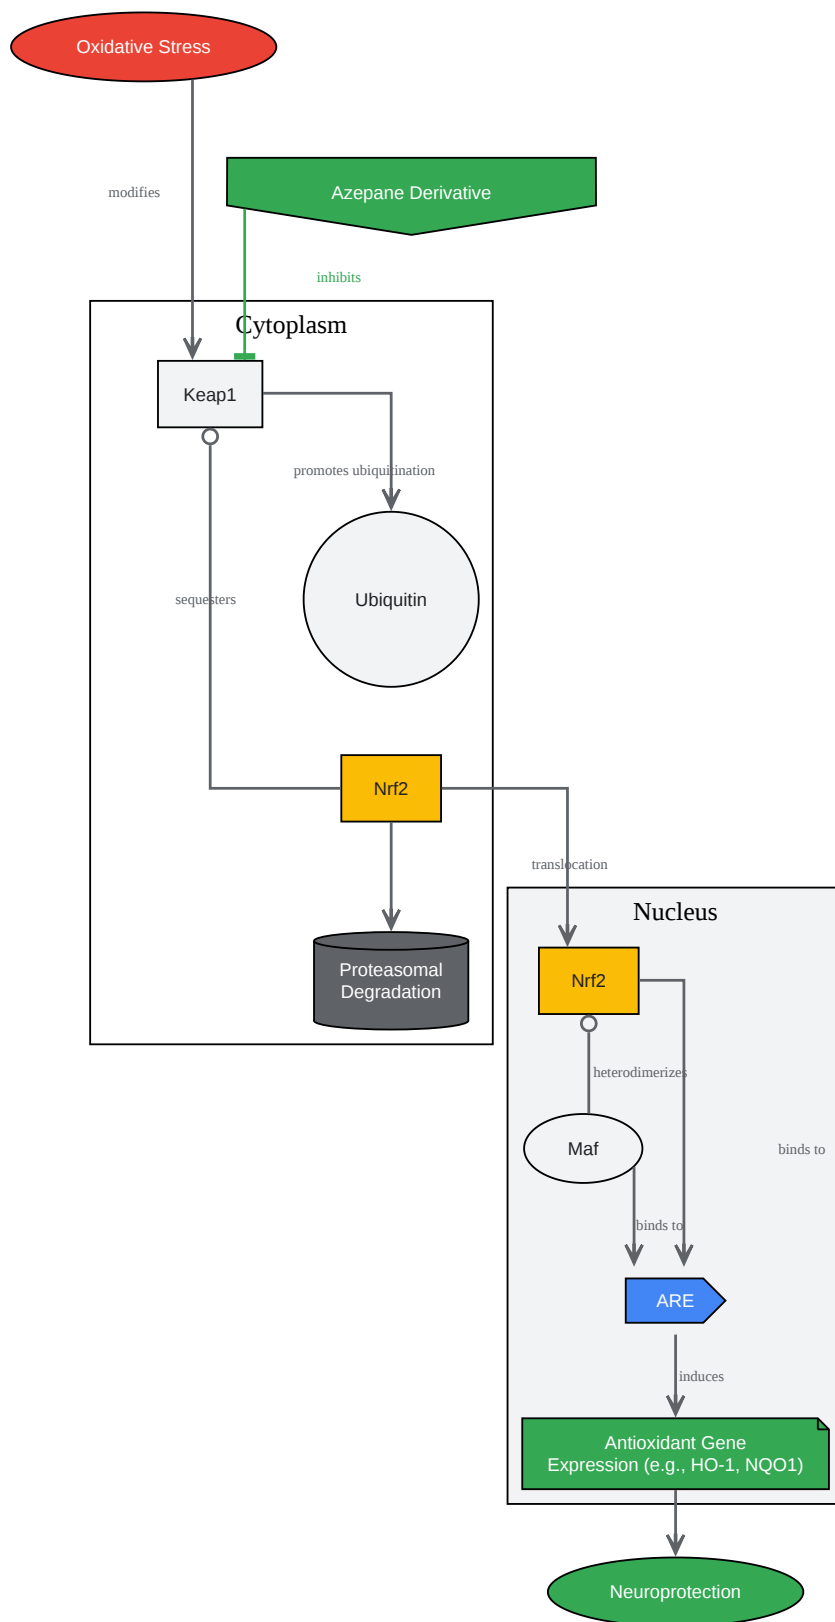 Oxidative Stress
modifies
Azepane Derivative
inhibits
Cytoplasm
Keap1
promotes ubiquitination
sequesters
Ubiquitin
Nrf2
translocation
Nucleus
Proteasomal
Degradation
Nrf2
heterodimerizes
Maf
binds to
binds to
ARE
induces
Antioxidant Gene
Expression (e.g., HO-1, NQO1)
Neuroprotection